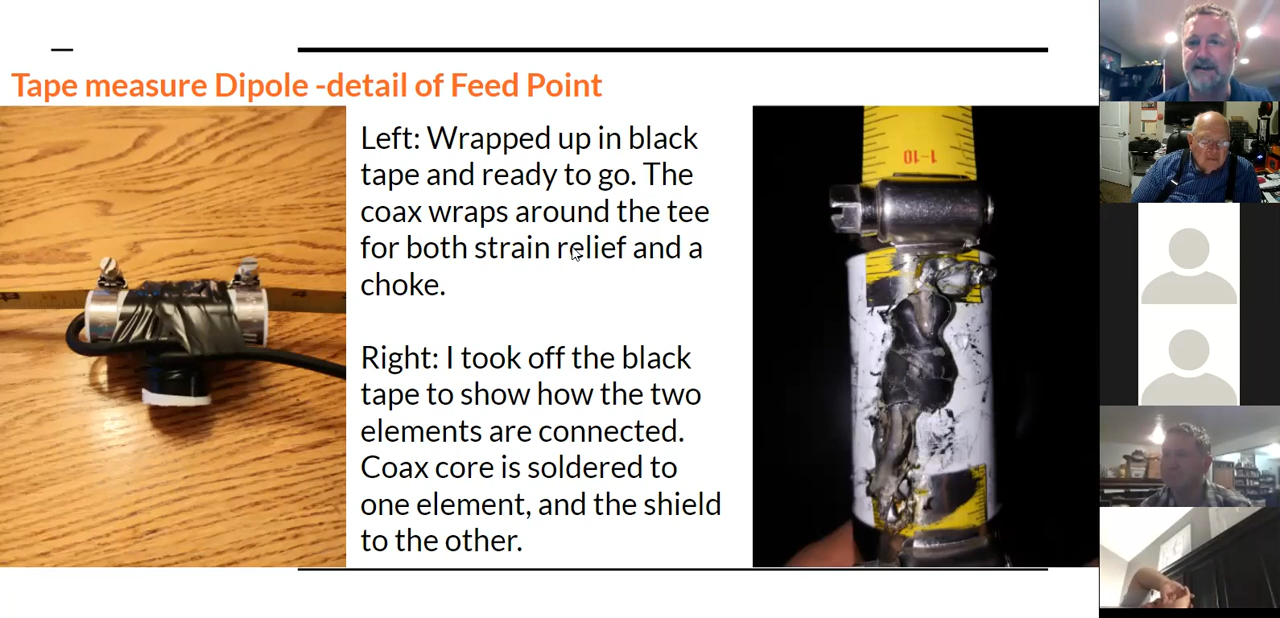 Tape measure Dipole -detail of Feed Point
Left: Wrapped up in black
tape and ready to go. The
coax wraps around the tee
for both strain relief and a
choke.
Right: I took off the black
tape to show how the two
elements are connected.
Coax core is soldered to
one element, and the shield
to the other.
1-10